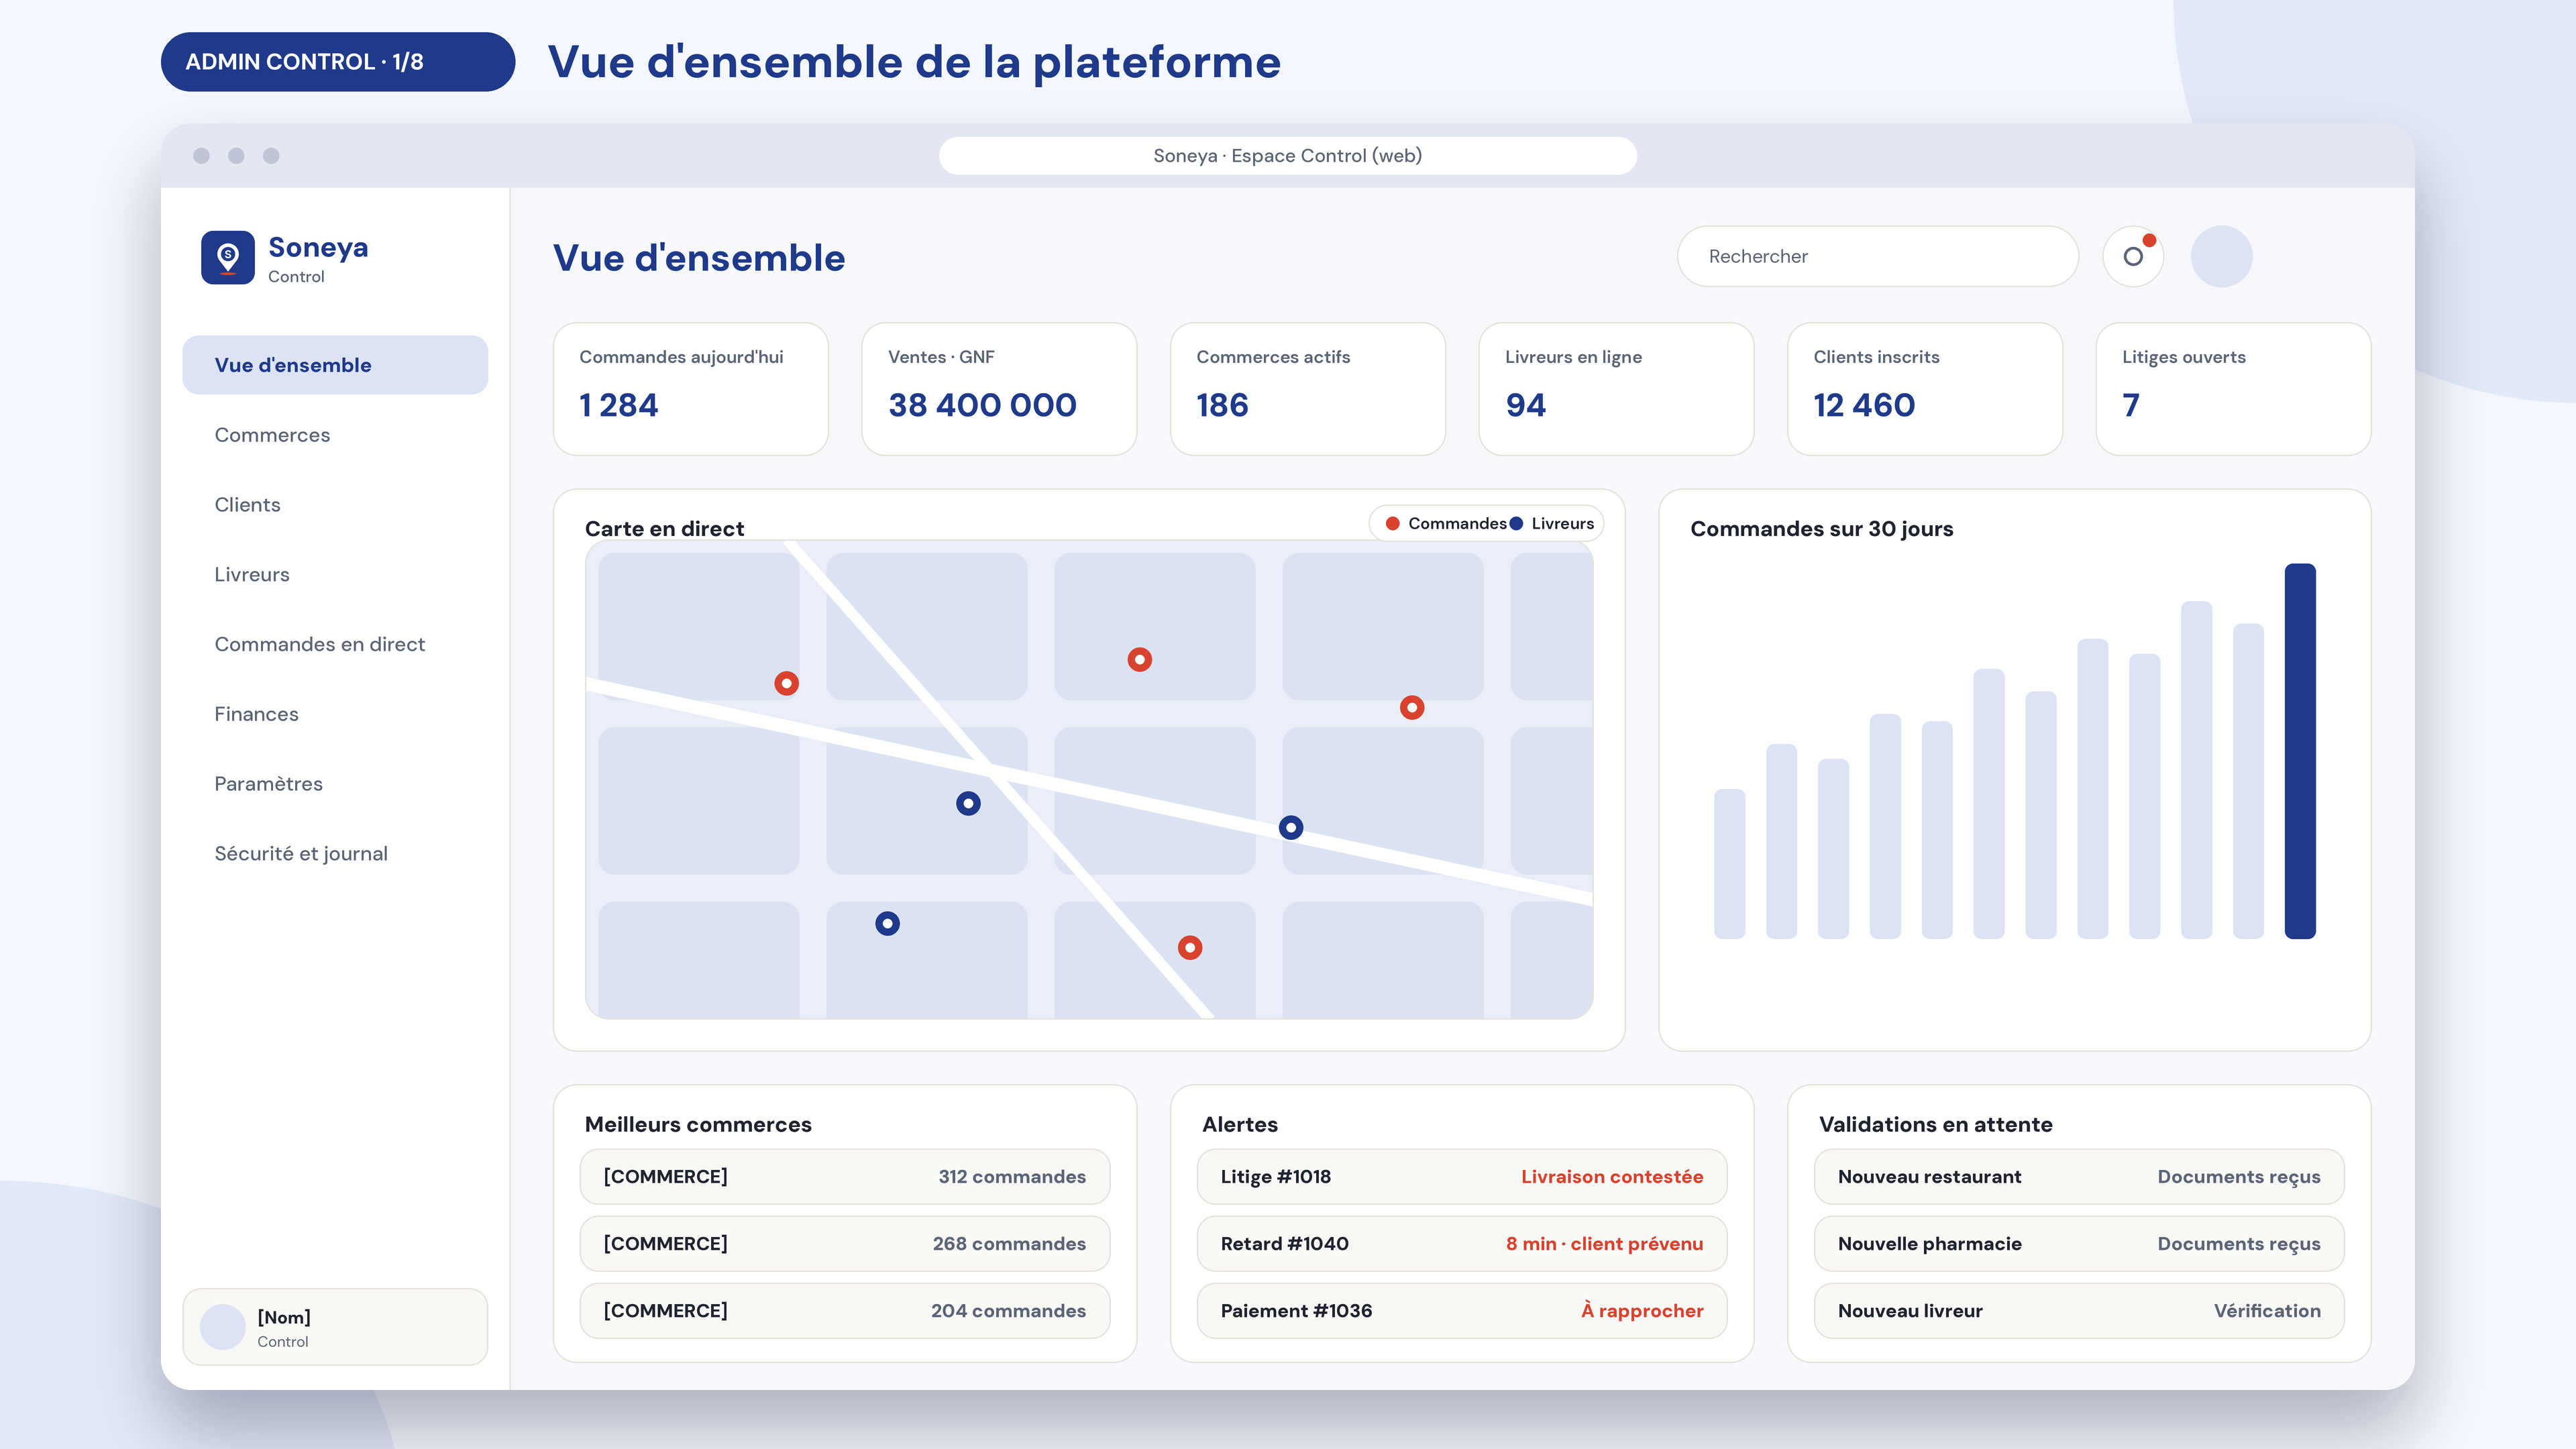 ADMIN CONTROL · 1/8
Vue d'ensemble de la plateforme
Soneya · Espace Control (web)
S
Soneya
Control
Vue d'ensemble
Commerces
Clients
Livreurs
Commandes en direct
Finances
Paramètres
Sécurité et journal
[Nom]
Control
Vue d'ensemble
Rechercher
Commandes aujourd'hui
1 284
Ventes · GNF
38 400 000
Commerces actifs
186
Livreurs en ligne
94
Clients inscrits
12 460
Litiges ouverts
7
Carte en direct
Commandes
Livreurs
Commandes sur 30 jours
Meilleurs commerces
[COMMERCE] 312 commandes
[COMMERCE] 268 commandes
[COMMERCE] 204 commandes
Alertes
Litige #1018 Livraison contestée
Retard #1040 8 min · client prévenu
Paiement #1036 À rapprocher
Validations en attente
Nouveau restaurant Documents reçus
Nouvelle pharmacie Documents reçus
Nouveau livreur Vérification